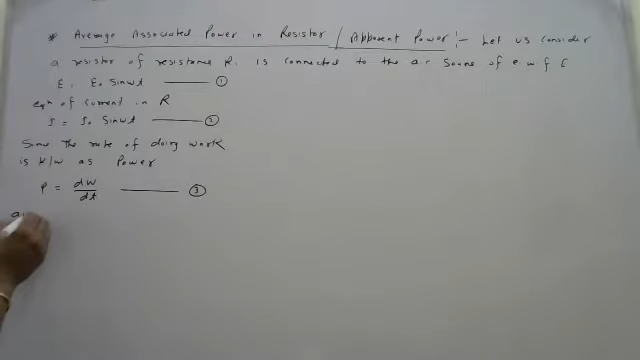 * Average Associated Power in Resistor / Apparent Power :- Let us consider
a resistor of resistance R. is connected to the a.c source of e m f E
E = E₀ Sinwt —— ①
eqn of current in R
I = I₀ Sinwt —— ②
Since the rate of doing work
is k/w as Power
P = dW/dt —— ③